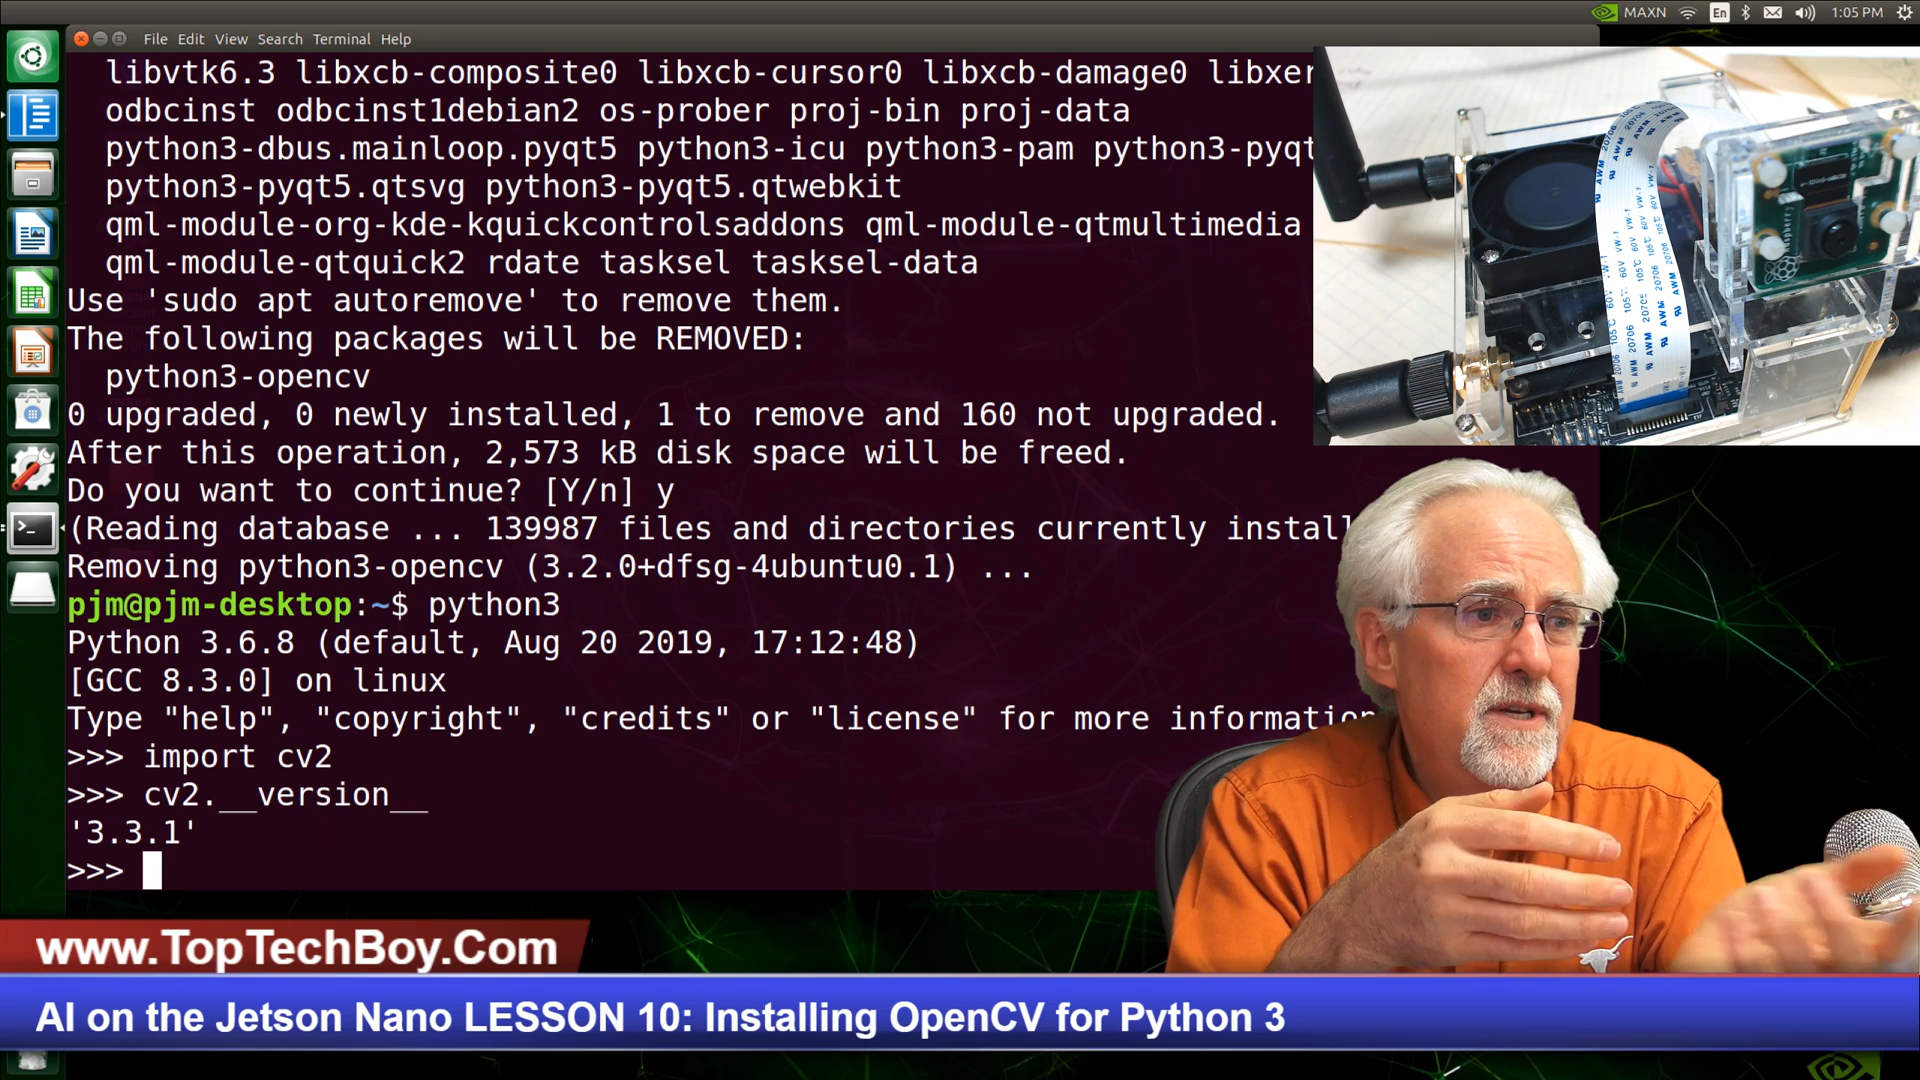 MAXN En 1:05 PM
File Edit View Search Terminal Help
libvtk6.3 libxcb-composite0 libxcb-cursor0 libxcb-damage0 libxer
odbcinst odbcinst1debian2 os-prober proj-bin proj-data
python3-dbus.mainloop.pyqt5 python3-icu python3-pam python3-pyqt
python3-pyqt5.qtsvg python3-pyqt5.qtwebkit
qml-module-org-kde-kquickcontrolsaddons qml-module-qtmultimedia
qml-module-qtquick2 rdate tasksel tasksel-data
Use 'sudo apt autoremove' to remove them.
The following packages will be REMOVED:
python3-opencv
0 upgraded, 0 newly installed, 1 to remove and 160 not upgraded.
After this operation, 2,573 kB disk space will be freed.
Do you want to continue? [Y/n] y
(Reading database ... 139987 files and directories currently install
Removing python3-opencv (3.2.0+dfsg-4ubuntu0.1) ...
pjm@pjm-desktop:~$ python3
Python 3.6.8 (default, Aug 20 2019, 17:12:48)
[GCC 8.3.0] on linux
Type "help", "copyright", "credits" or "license" for more information
>>> import cv2
>>> cv2.__version__
'3.3.1'
>>>
www.TopTechBoy.Com
AI on the Jetson Nano LESSON 10: Installing OpenCV for Python 3